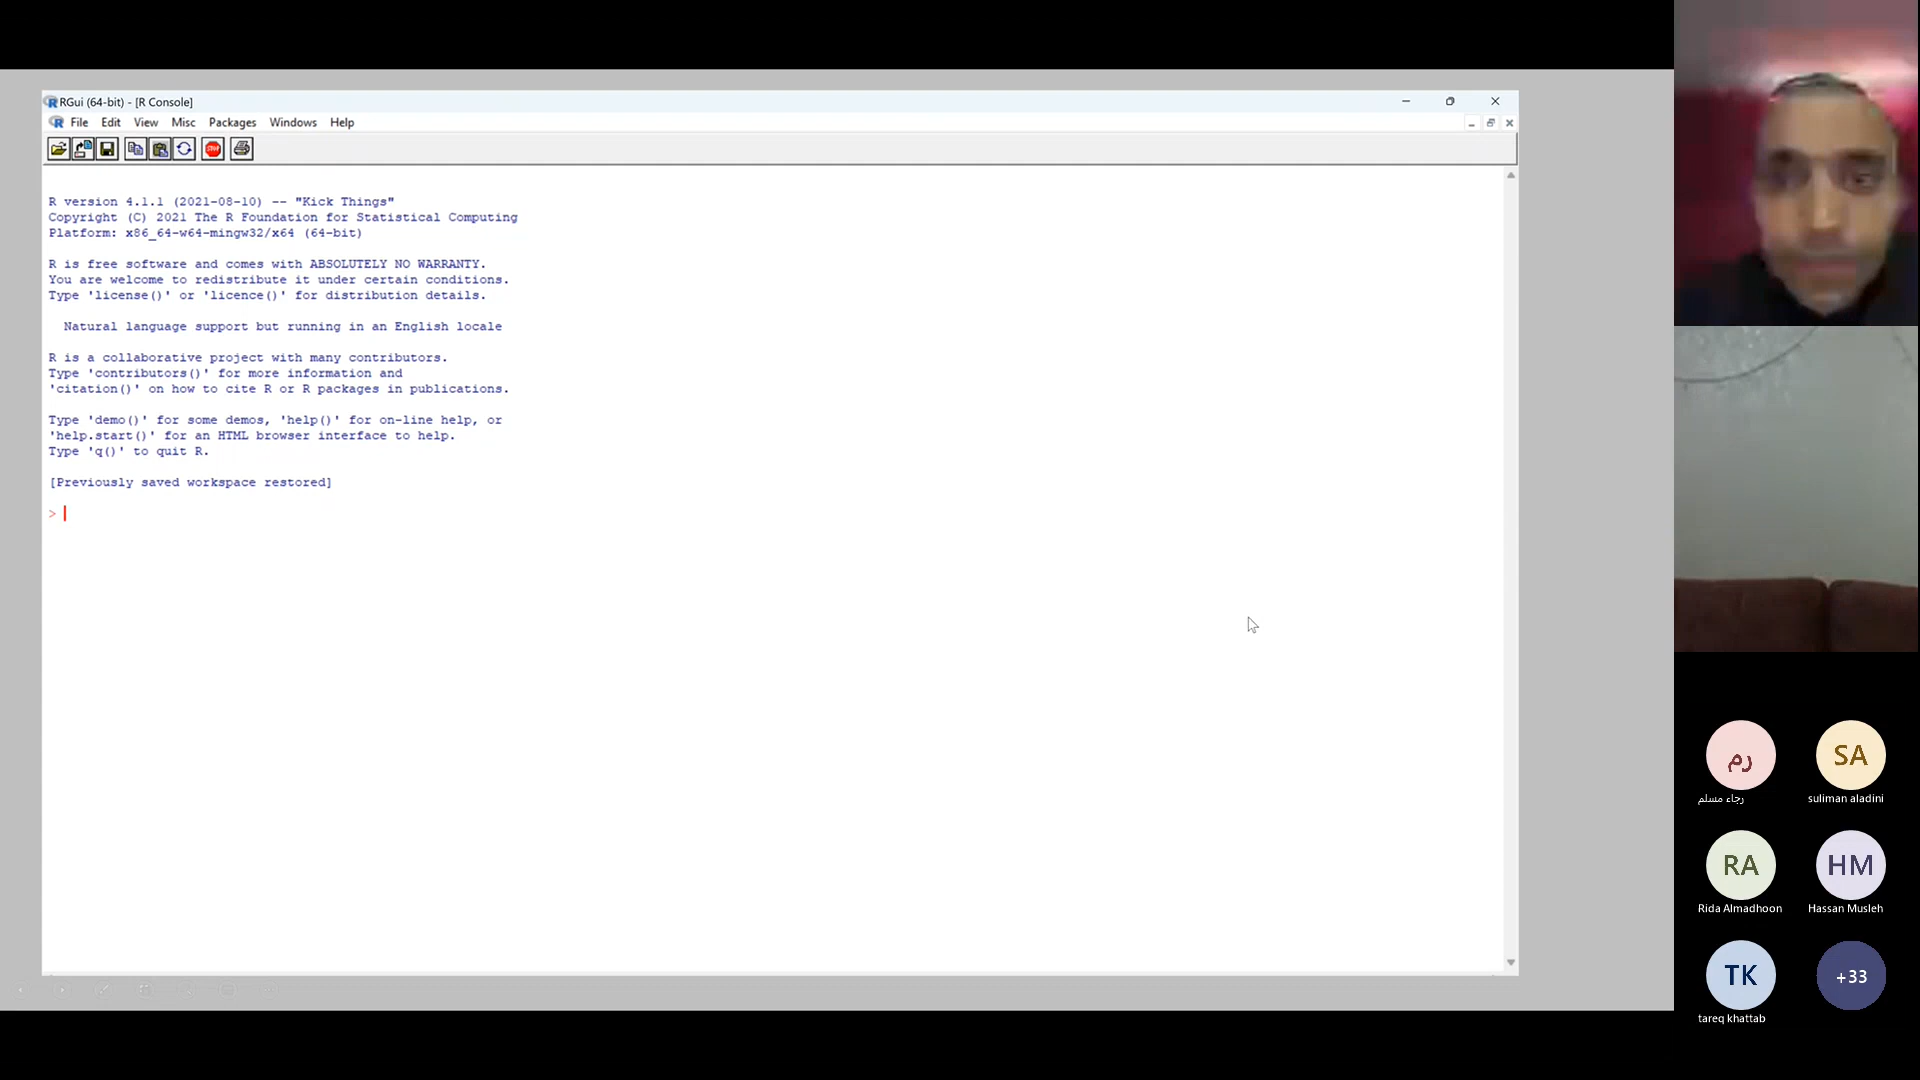 RGui (64-bit) - [R Console]
File Edit View Misc Packages Windows Help
STOP
R version 4.1.1 (2021-08-10) -- "Kick Things"
Copyright (C) 2021 The R Foundation for Statistical Computing
Platform: x86_64-w64-mingw32/x64 (64-bit)
R is free software and comes with ABSOLUTELY NO WARRANTY.
You are welcome to redistribute it under certain conditions.
Type 'license()' or 'licence()' for distribution details.
Natural language support but running in an English locale
R is a collaborative project with many contributors.
Type 'contributors()' for more information and
'citation()' on how to cite R or R packages in publications.
Type 'demo()' for some demos, 'help()' for on-line help, or
'help.start()' for an HTML browser interface to help.
Type 'q()' to quit R.
[Previously saved workspace restored]
>
رم
رجاء مسلم
SA
suliman aladini
RA
Rida Almadhoon
HM
Hassan Musleh
TK
tareq khattab
+33